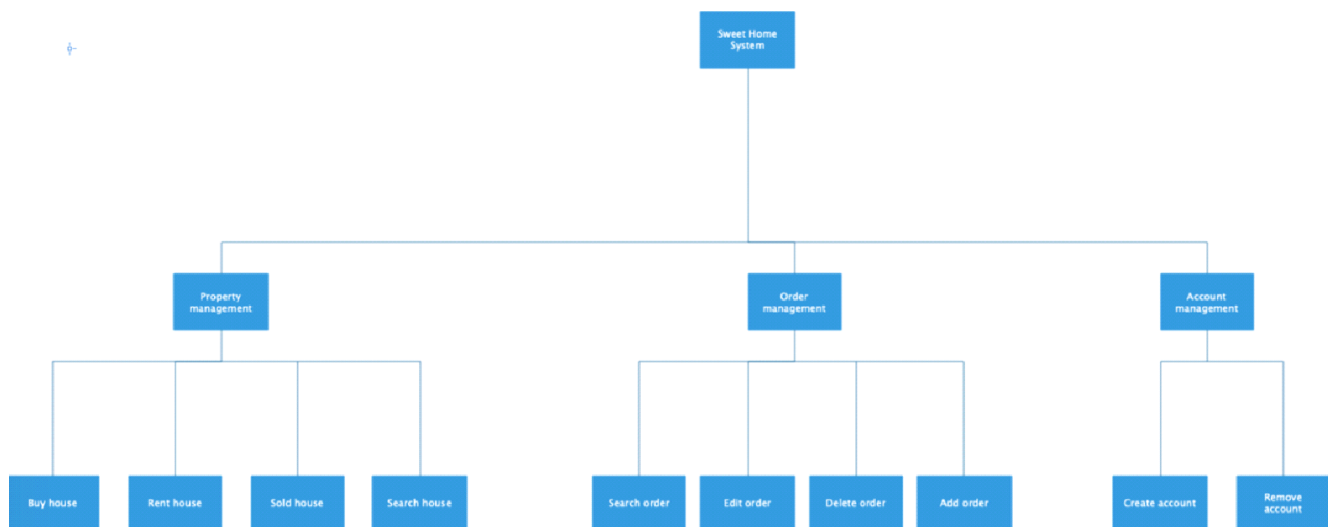 Sweet Home
System
Property
management
Order
management
Account
management
Buy house
Rent house
Sold house
Search house
Search order
Edit order
Delete order
Add order
Create account
Remove
account